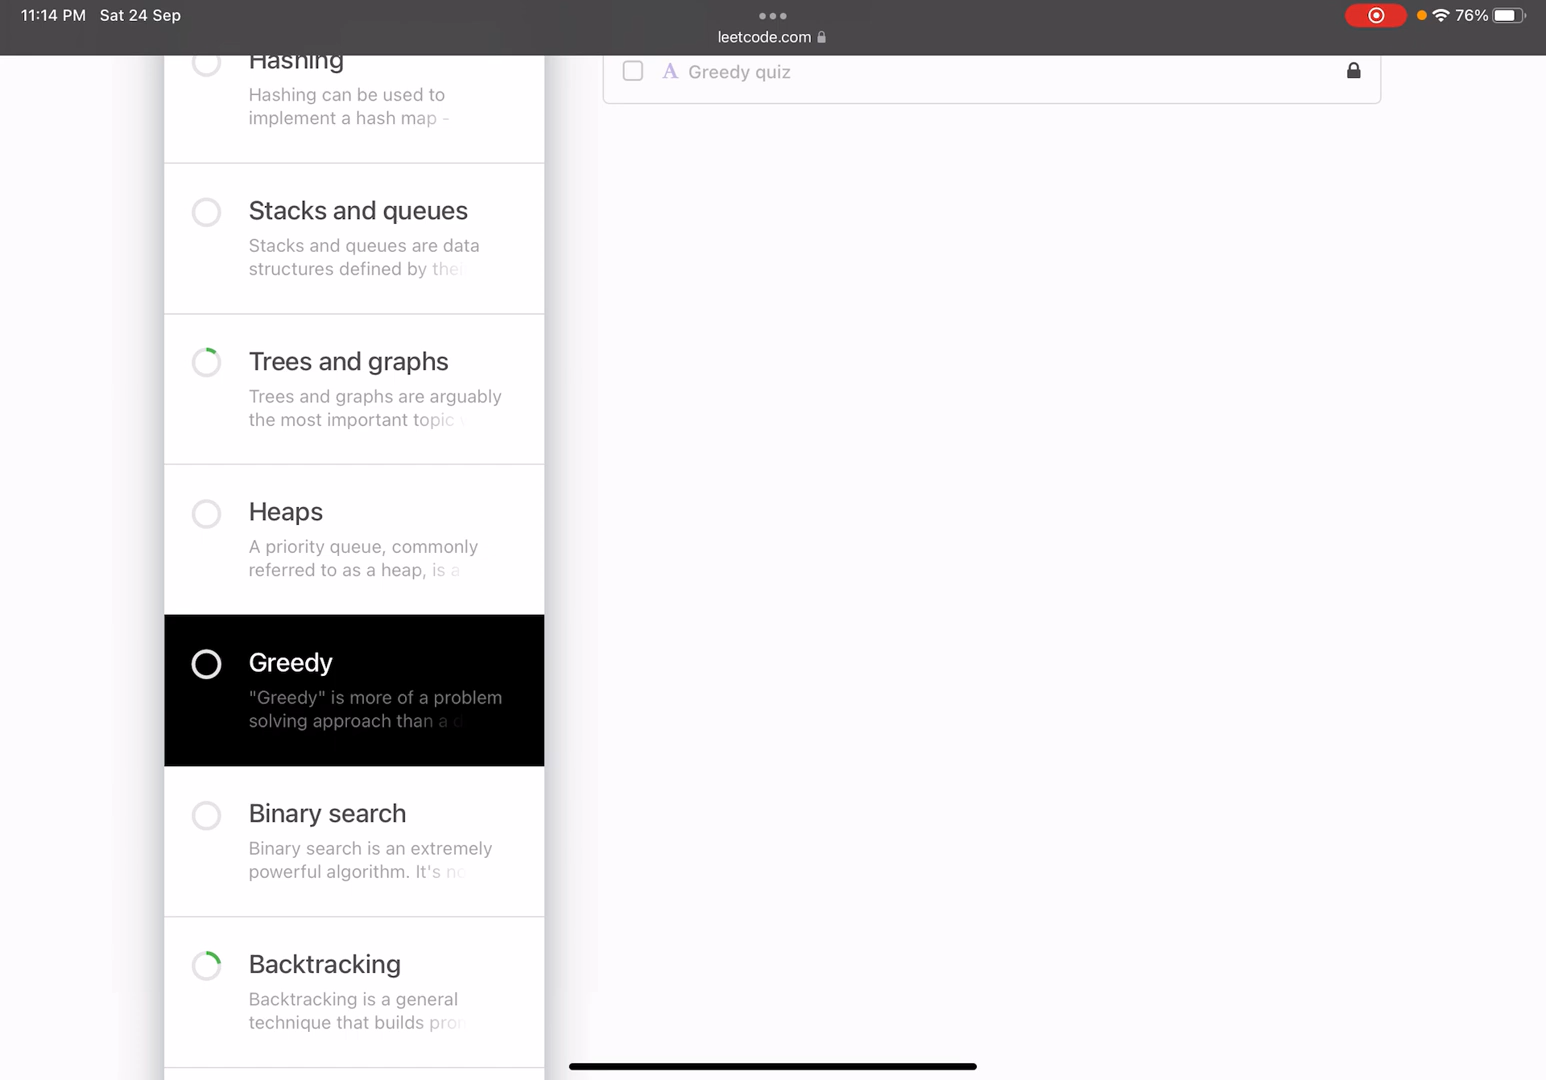 11:14 PM Sat 24 Sep
76%
leetcode.com
Hashing
Hashing can be used to
implement a hash map -
Greedy quiz
Stacks and queues
Stacks and queues are data
structures defined by
Trees and graphs
Trees and graphs are arguably
the most important topic
Heaps
A priority queue, commonly
referred to as a heap, is a
Greedy
"Greedy" is more of a problem
solving approach than a
Binary search
Binary search is an extremely
powerful algorithm. It's
Backtracking
Backtracking is a general
technique that builds